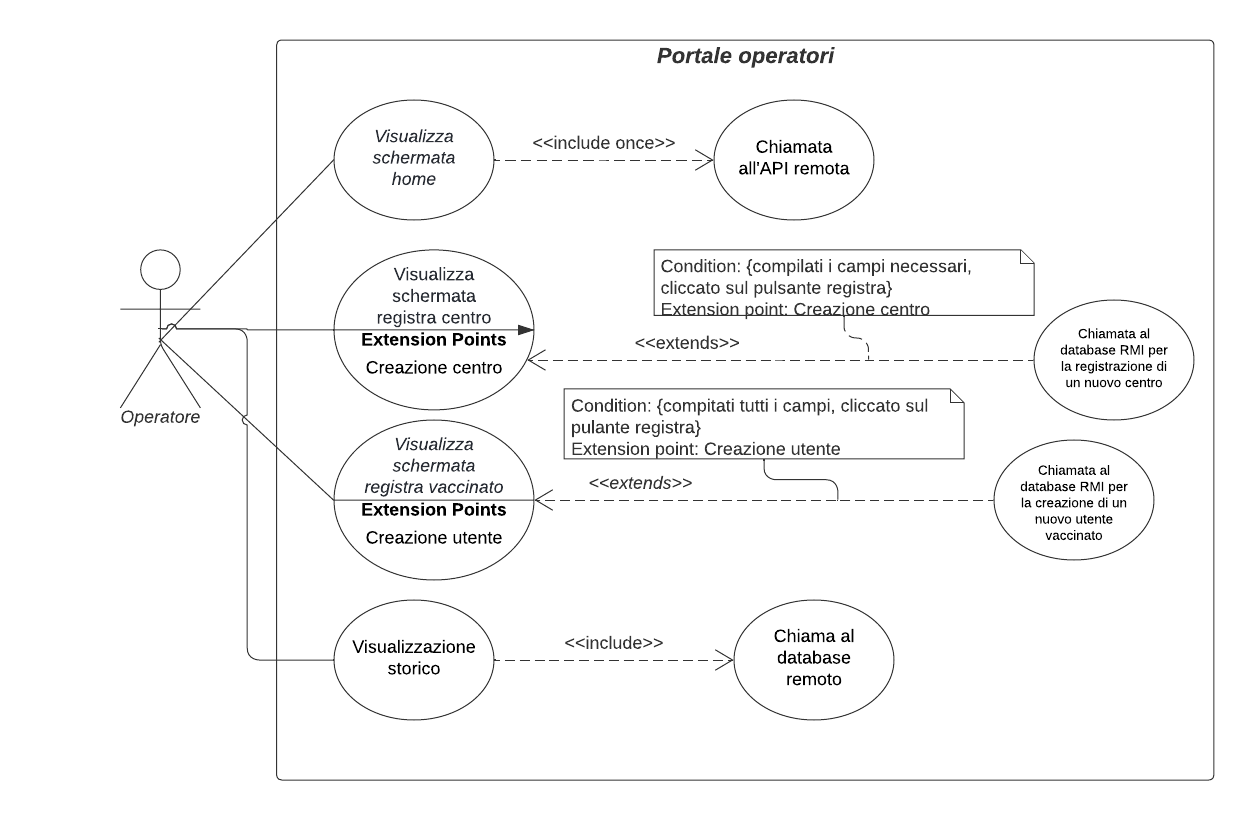 Portale operatori
Visualizza
schermata
home
<<include once>>
Chiamata
all'API remota
Operatore
Visualizza
schermata
registra centro
Extension Points
Creazione centro
Condition: {compilati i campi necessari,
cliccato sul pulsante registra}
Extension point: Creazione centro
<<extends>>
Chiamata al
database RMI per
la registrazione di
un nuovo centro
Visualizza
schermata
registra vaccinato
Extension Points
Creazione utente
Condition: {compitati tutti i campi, cliccato sul
pulante registra}
Extension point: Creazione utente
<<extends>>
Chiamata al
database RMI per
la creazione di un
nuovo utente
vaccinato
Visualizzazione
storico
<<include>>
Chiama al
database
remoto